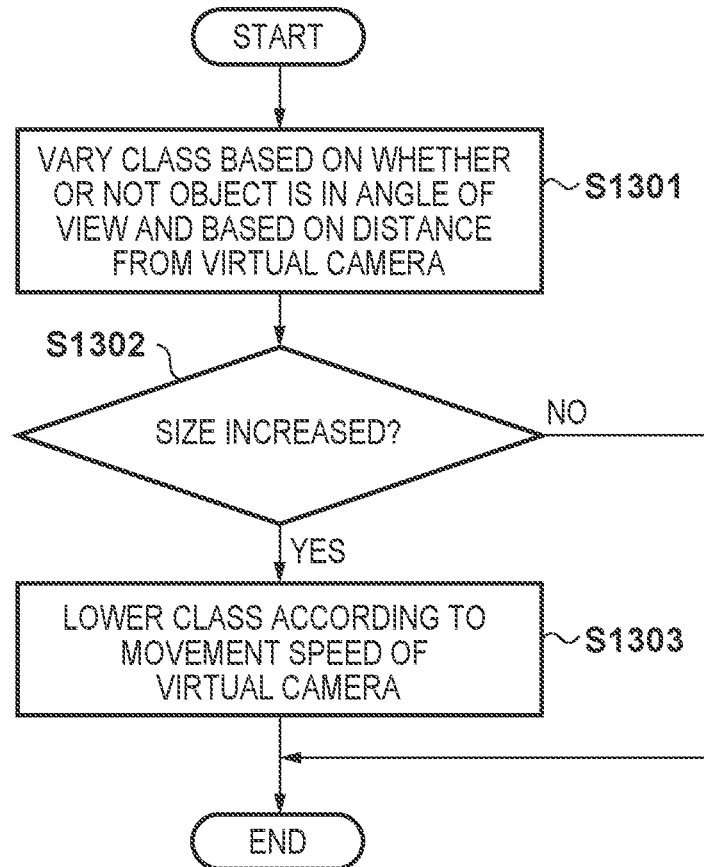 START
VARY CLASS BASED ON WHETHER
OR NOT OBJECT IS IN ANGLE OF
VIEW AND BASED ON DISTANCE
FROM VIRTUAL CAMERA
S1301
S1302
SIZE INCREASED?
NO
YES
LOWER CLASS ACCORDING TO
MOVEMENT SPEED OF
VIRTUAL CAMERA
S1303
END